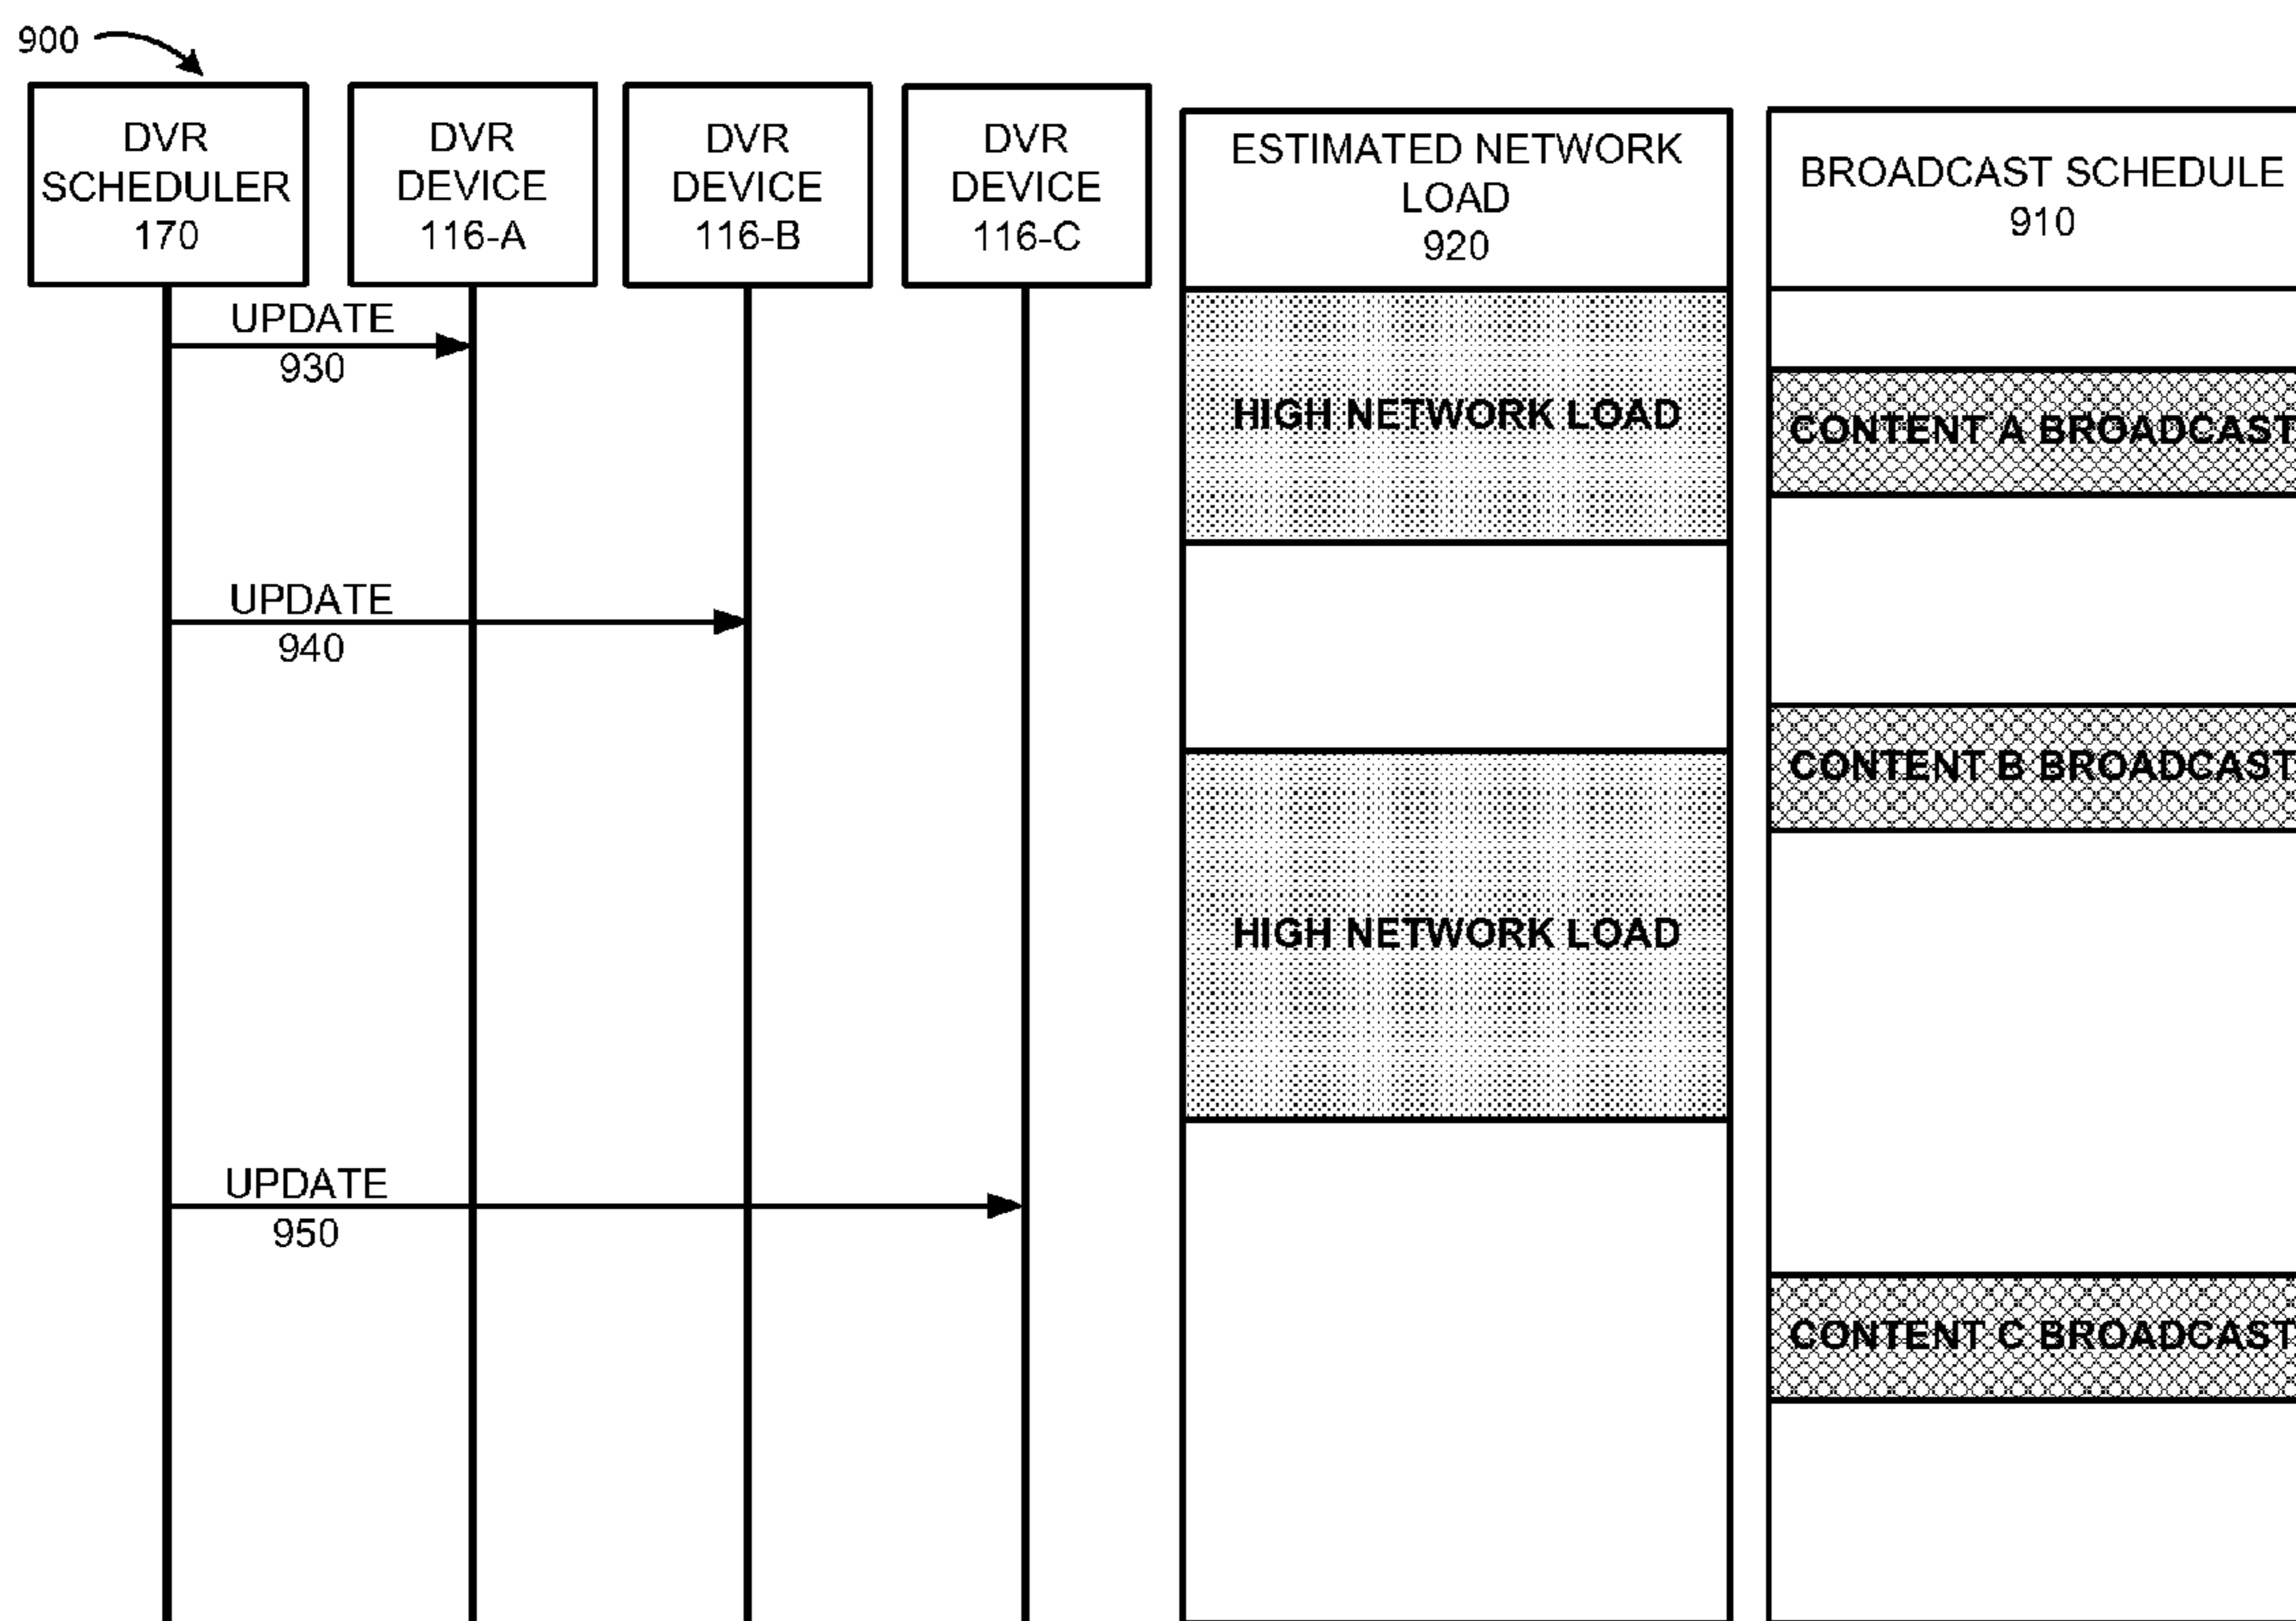 900
DVR
SCHEDULER
170
DVR
DEVICE
116-A
DVR
DEVICE
116-B
DVR
DEVICE
116-C
ESTIMATED NETWORK
LOAD
920
BROADCAST SCHEDULE
910
UPDATE
930
HIGH NETWORK LOAD
CONTENT A BROADCAST
UPDATE
940
CONTENT B BROADCAST
HIGH NETWORK LOAD
UPDATE
950
CONTENT C BROADCAST